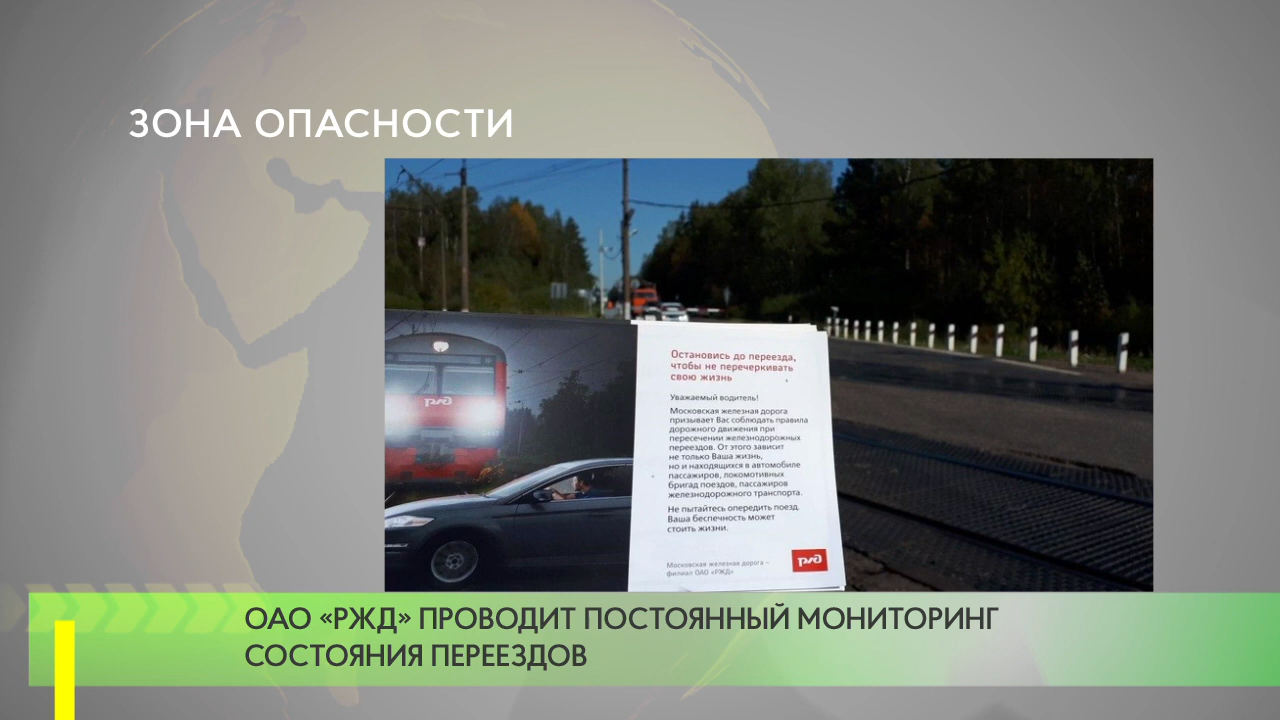 ЗОНА ОПАСНОСТИ
Остановись до переезда,
чтобы не перечеркивать
свою жизнь
Уважаемый водитель!
Московская железная дорога
призывает Вас соблюдать правила
дорожного движения при
пересечении железнодорожных
переездов. От этого зависит
не только Ваша жизнь,
но и находящихся в автомобиле
пассажиров, локомотивных
бригад поездов, пассажиров
железнодорожного транспорта.
Не пытайтесь опередить поезд.
Ваша беспечность может
стоить жизни.
Московская железная дорога –
филиал ОАО «РЖД»
ржд
ржд
ОАО «РЖД» ПРОВОДИТ ПОСТОЯННЫЙ МОНИТОРИНГ
СОСТОЯНИЯ ПЕРЕЕЗДОВ